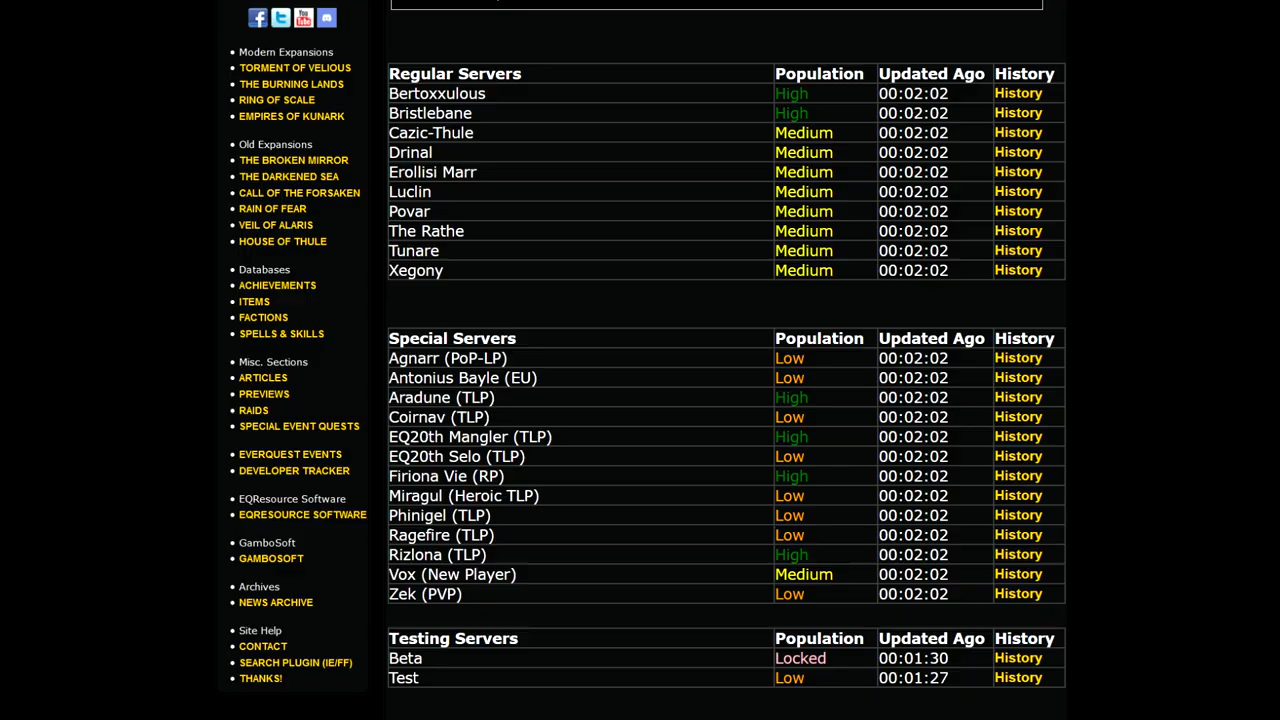 Modern Expansions
TORMENT OF VELIOUS
THE BURNING LANDS
RING OF SCALE
EMPIRES OF KUNARK
Old Expansions
THE BROKEN MIRROR
THE DARKENED SEA
CALL OF THE FORSAKEN
RAIN OF FEAR
VEIL OF ALARIS
HOUSE OF THULE
Databases
ACHIEVEMENTS
ITEMS
FACTIONS
SPELLS & SKILLS
Misc. Sections
ARTICLES
PREVIEWS
RAIDS
SPECIAL EVENT QUESTS
EVERQUEST EVENTS
DEVELOPER TRACKER
EQResource Software
EQRESOURCE SOFTWARE
GamboSoft
GAMBOSOFT
Archives
NEWS ARCHIVE
Site Help
CONTACT
SEARCH PLUGIN (IE/FF)
THANKS!
Regular Servers Population Updated Ago History
Bertoxxulous High 00:02:02 History
Bristlebane High 00:02:02 History
Cazic-Thule Medium 00:02:02 History
Drinal Medium 00:02:02 History
Erollisi Marr Medium 00:02:02 History
Luclin Medium 00:02:02 History
Povar Medium 00:02:02 History
The Rathe Medium 00:02:02 History
Tunare Medium 00:02:02 History
Xegony Medium 00:02:02 History
Special Servers Population Updated Ago History
Agnarr (PoP-LP) Low 00:02:02 History
Antonius Bayle (EU) Low 00:02:02 History
Aradune (TLP) High 00:02:02 History
Coirnav (TLP) Low 00:02:02 History
EQ20th Mangler (TLP) High 00:02:02 History
EQ20th Selo (TLP) Low 00:02:02 History
Firiona Vie (RP) High 00:02:02 History
Miragul (Heroic TLP) Low 00:02:02 History
Phinigel (TLP) Low 00:02:02 History
Ragefire (TLP) Low 00:02:02 History
Rizlona (TLP) High 00:02:02 History
Vox (New Player) Medium 00:02:02 History
Zek (PVP) Low 00:02:02 History
Testing Servers Population Updated Ago History
Beta Locked 00:01:30 History
Test Low 00:01:27 History